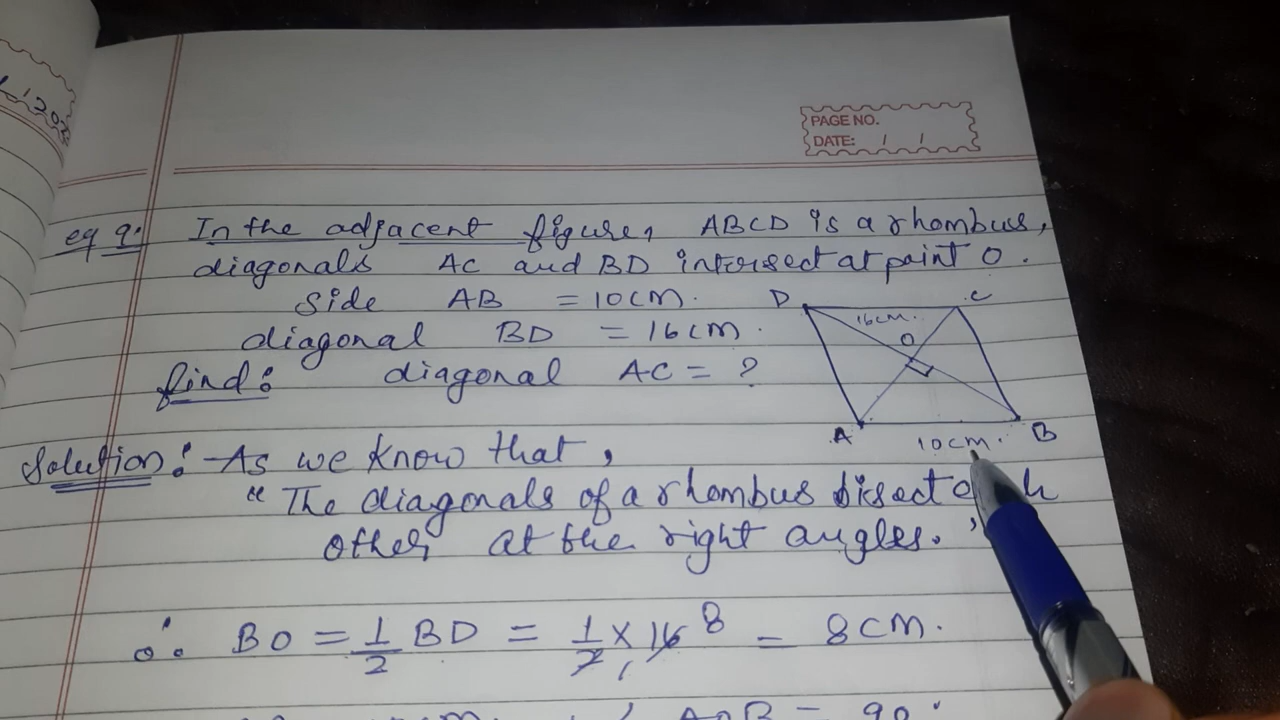 PAGE NO.
DATE: / /
eg 9: In the adjacent figure, ABCD is a rhombus,
diagonals AC and BD intersect at point O.
Side AB = 10CM.
diagonal BD = 16CM.
find: diagonal AC = ?
D C
16cm.
O
A B
10cm.
Solution: As we know that,
"The diagonals of a rhombus bisect
other at the right angles."
∴ BO = 1/2 BD = 1/2 × 16 8 = 8CM.
AOB = 90°